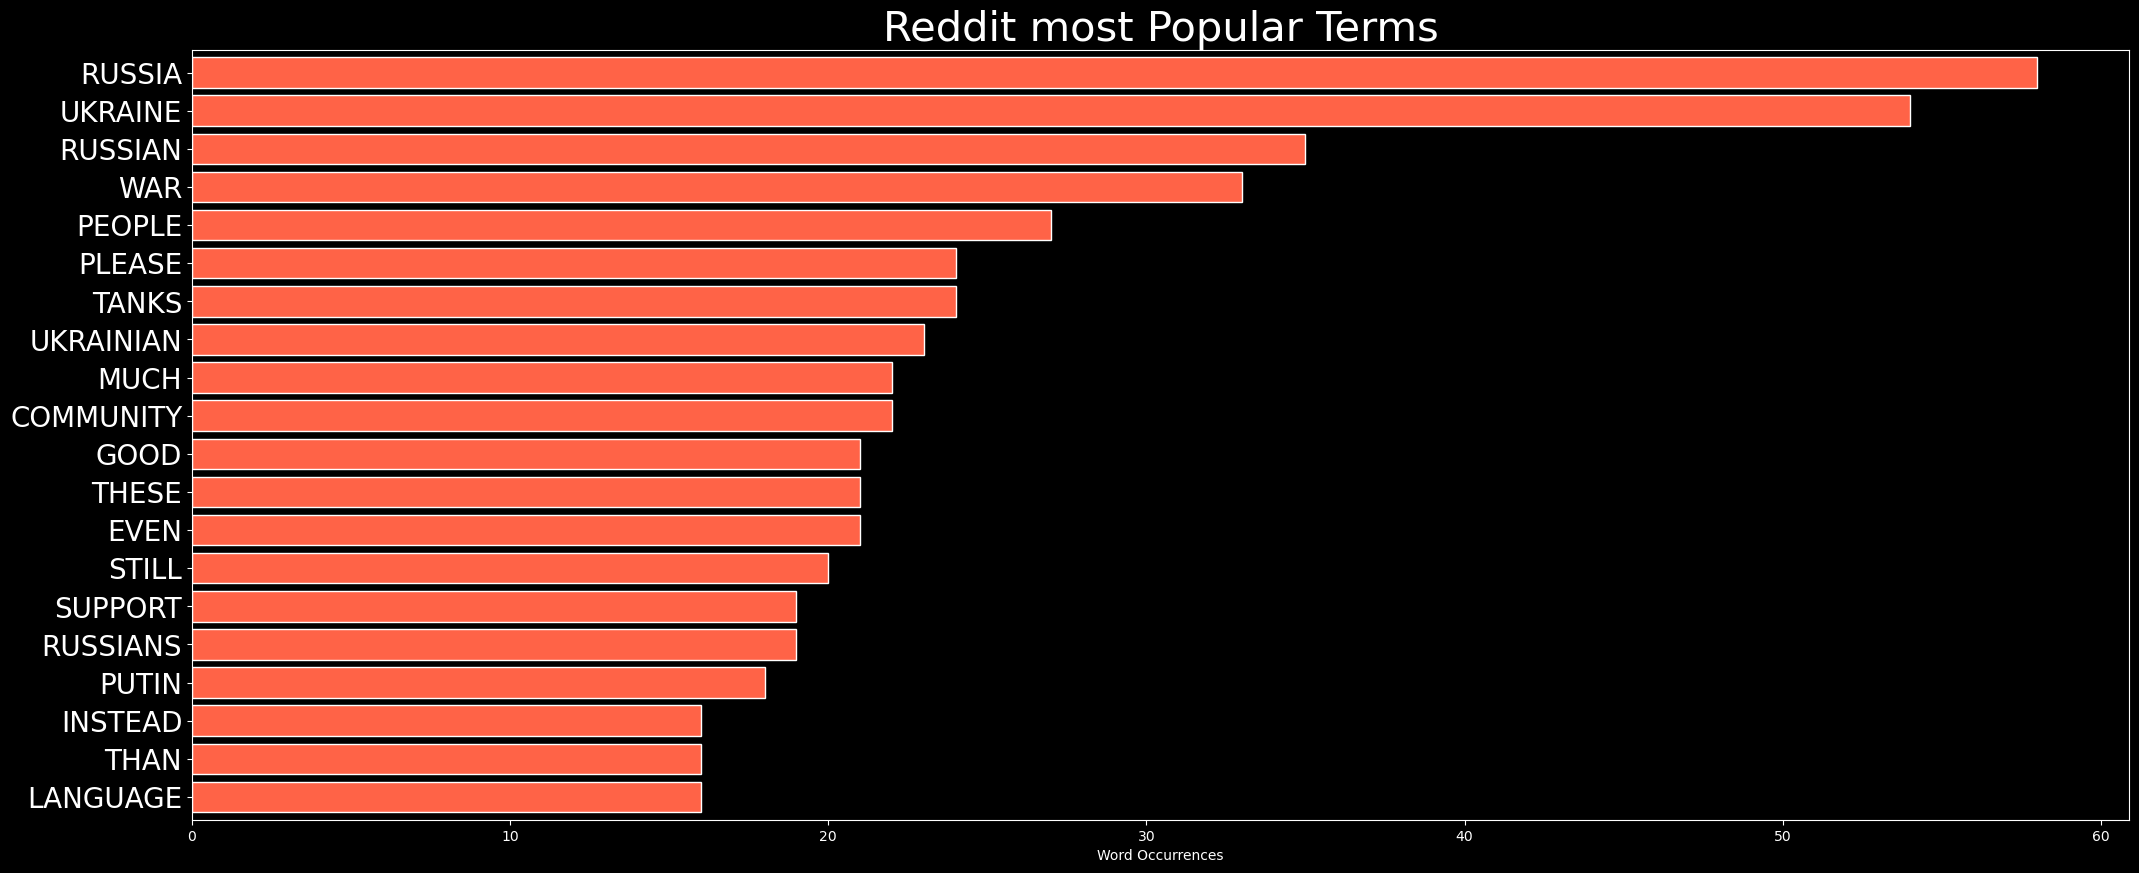 Reddit most Popular Terms
RUSSIA
UKRAINE
RUSSIAN
WAR
PEOPLE
PLEASE
TANKS
UKRAINIAN
MUCH
COMMUNITY
GOOD
THESE
EVEN
STILL
SUPPORT
RUSSIANS
PUTIN
INSTEAD
THAN
LANGUAGE
0 10 20 30 40 50 60
Word Occurrences